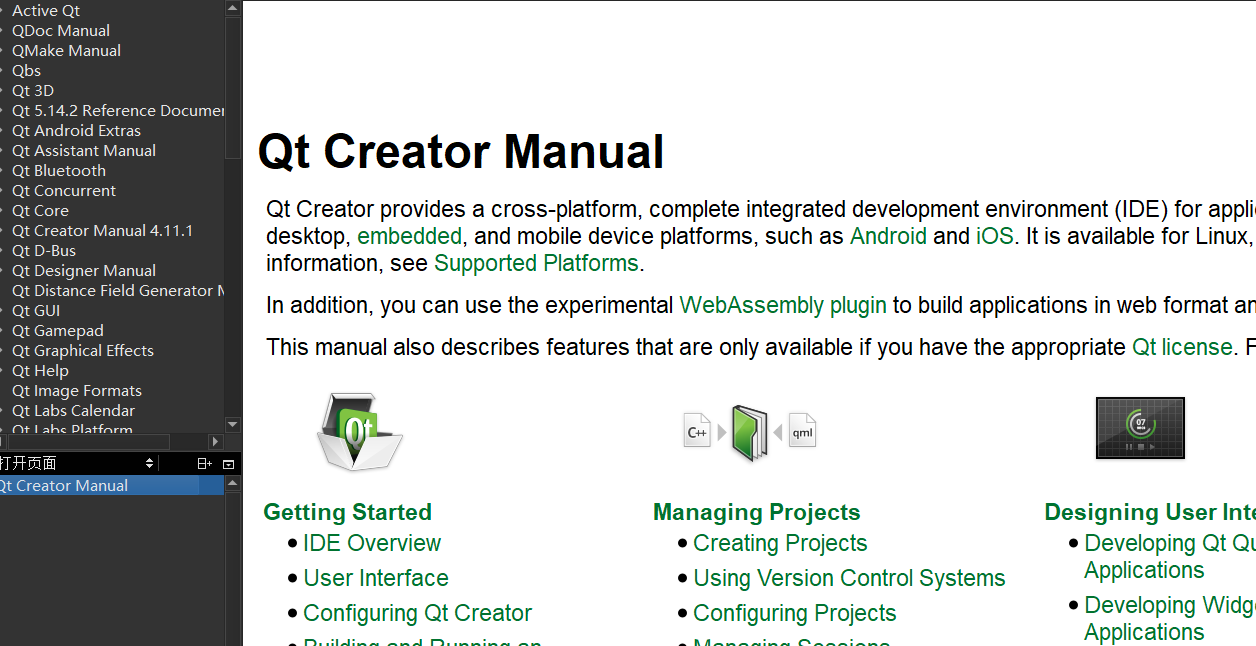 Active Qt
QDoc Manual
QMake Manual
Qbs
Qt 3D
Qt 5.14.2 Reference
Qt Android Extras
Qt Assistant Manual
Qt Bluetooth
Qt Concurrent
Qt Core
Qt Creator Manual 4.11.1
Qt D-Bus
Qt Designer Manual
Qt Distance Field Generator
Qt GUI
Qt Gamepad
Qt Graphical Effects
Qt Help
Qt Image Formats
Qt Labs Calendar
Qt Labs Platform
打开页面
Qt Creator Manual
Qt Creator Manual
Qt Creator provides a cross-platform, complete integrated development environment (IDE) for
desktop, embedded, and mobile device platforms, such as Android and iOS. It is available for Linux,
information, see Supported Platforms.
In addition, you can use the experimental WebAssembly plugin to build applications in web format
This manual also describes features that are only available if you have the appropriate Qt license.
Qt
C++
qml
07
Getting Started
IDE Overview
User Interface
Configuring Qt Creator
Building and Running an
Managing Projects
Creating Projects
Using Version Control Systems
Configuring Projects
Managing Sessions
Designing User
Developing Qt
Applications
Developing
Applications